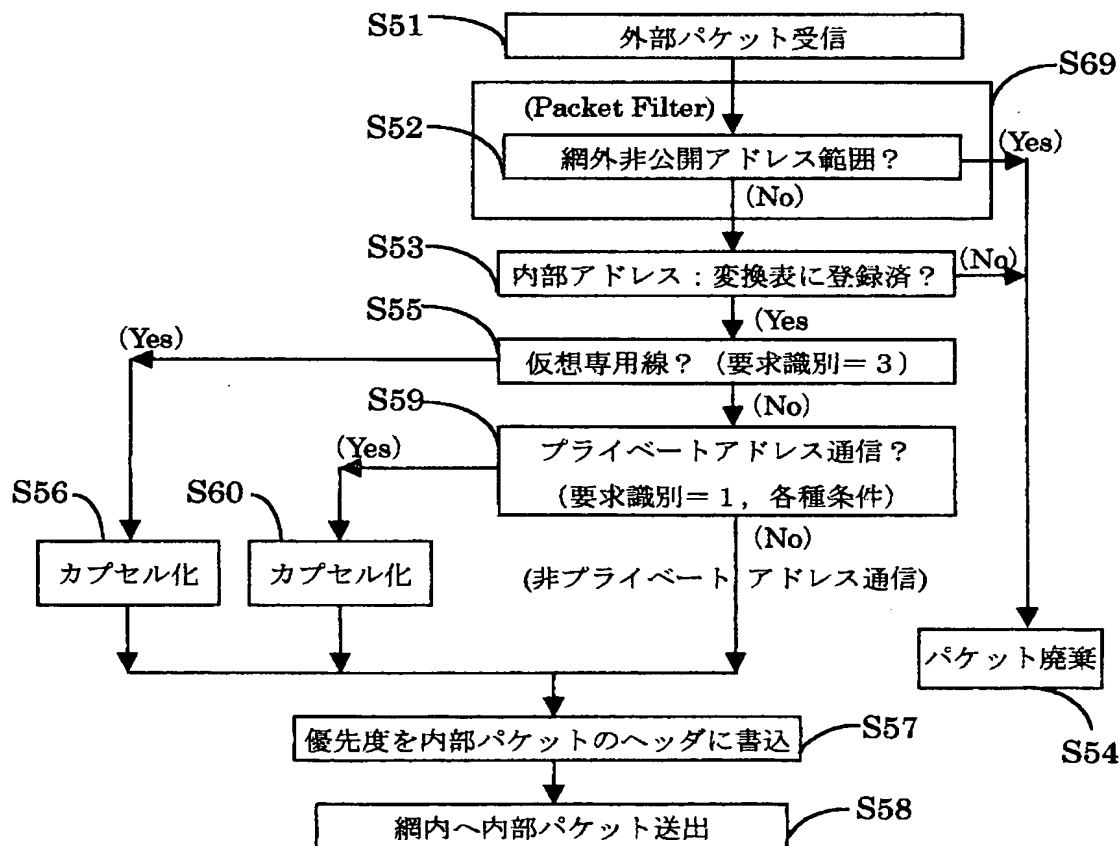 S51
外部パケット受信
S69
(Packet Filter)
S52
網外非公開アドレス範囲？
(Yes)
(No)
S53
内部アドレス：変換表に登録済？
(No)
(Yes
S55
(Yes)
仮想専用線？（要求識別＝３）
(No)
S59
(Yes)
プライベートアドレス通信？
（要求識別＝１，各種条件）
(No)
S56
S60
カプセル化
カプセル化
(非プライベート アドレス通信)
パケット廃棄
S54
優先度を内部パケットのヘッダに書込
S57
網内へ内部パケット送出
S58